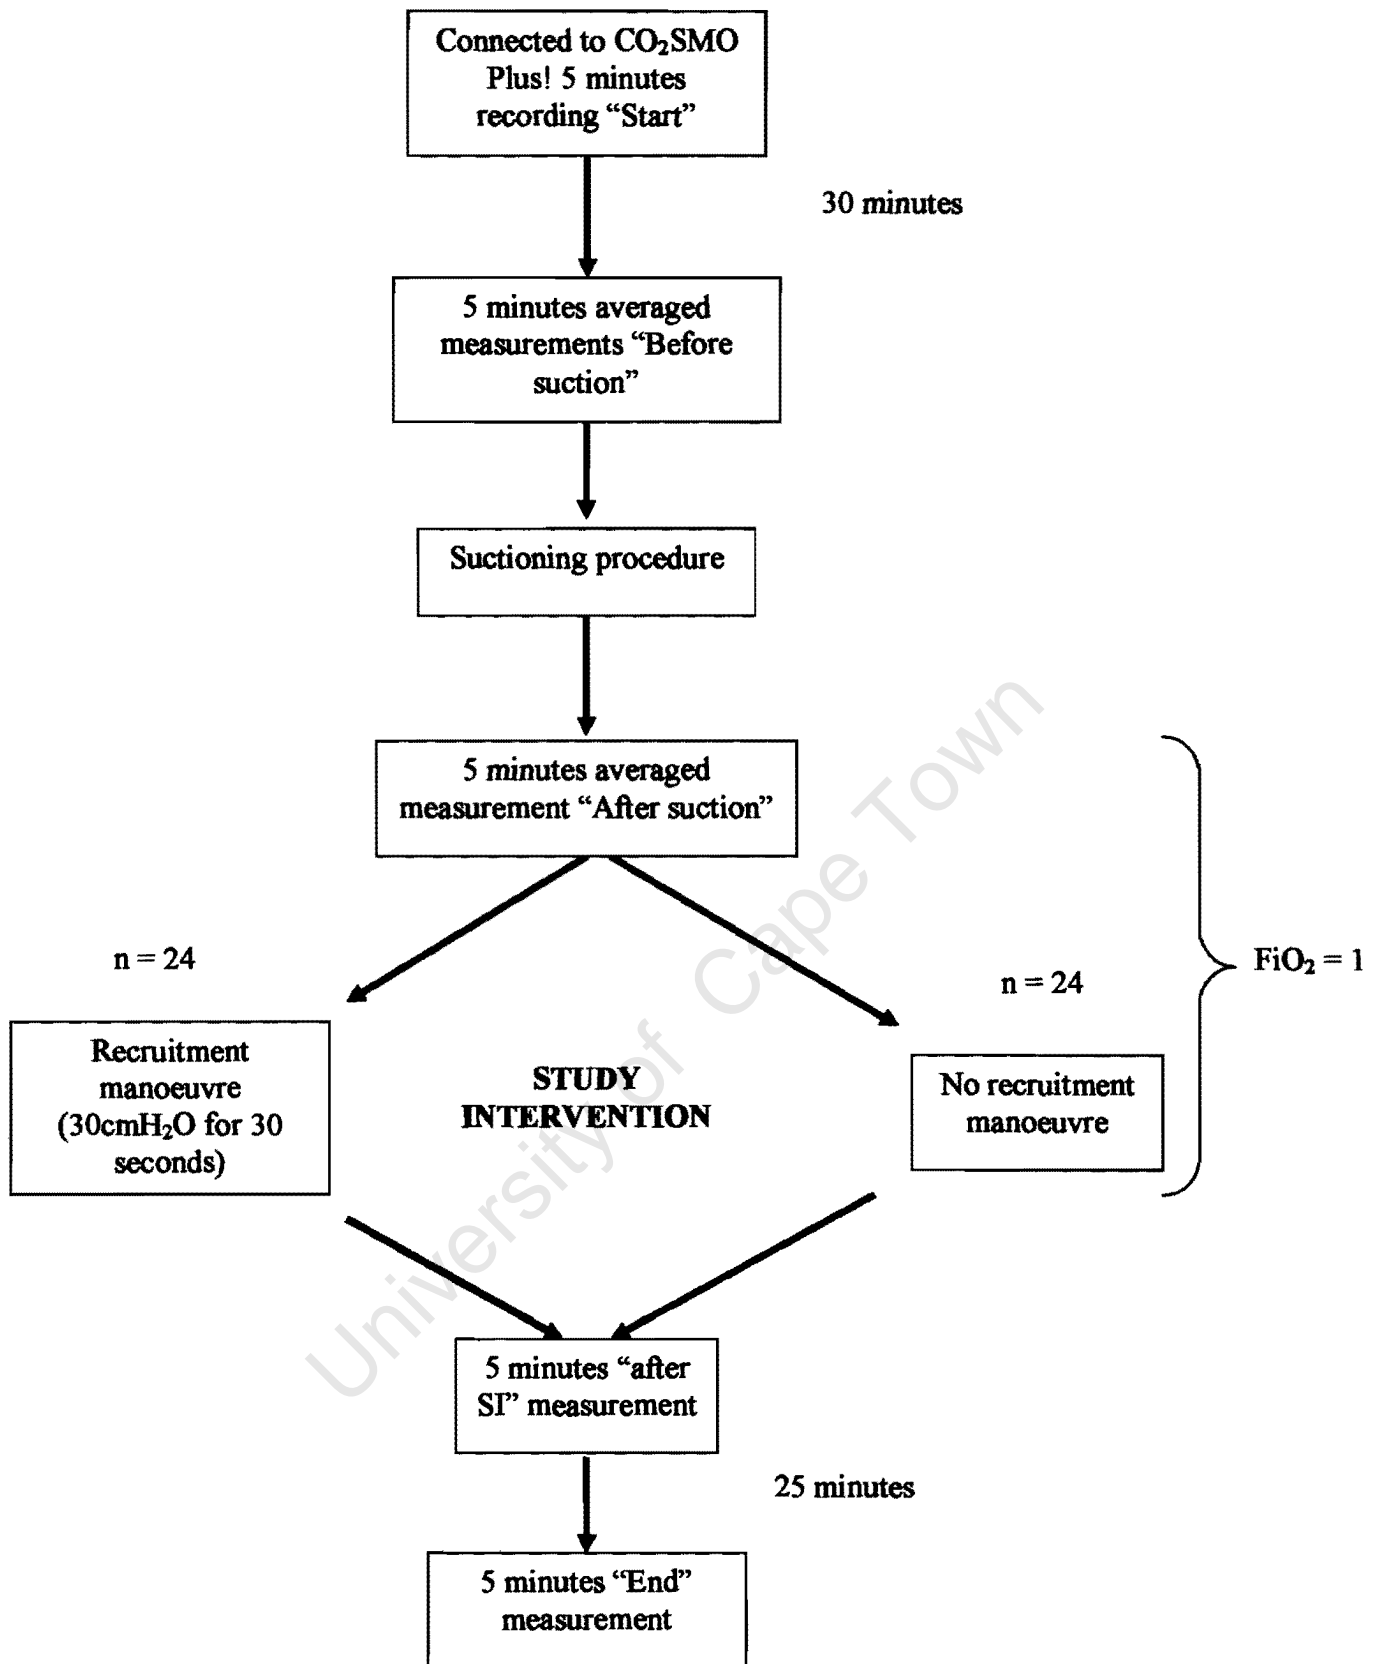 Connected to CO₂SMO
Plus! 5 minutes
recording “Start”
30 minutes
5 minutes averaged
measurements “Before
suction”
Suctioning procedure
5 minutes averaged
measurement “After suction”
n = 24
n = 24
FiO₂ = 1
Recruitment
manoeuvre
(30cmH₂O for 30
seconds)
STUDY
INTERVENTION
No recruitment
manoeuvre
5 minutes “after
SI” measurement
25 minutes
5 minutes “End”
measurement
University of Cape Town